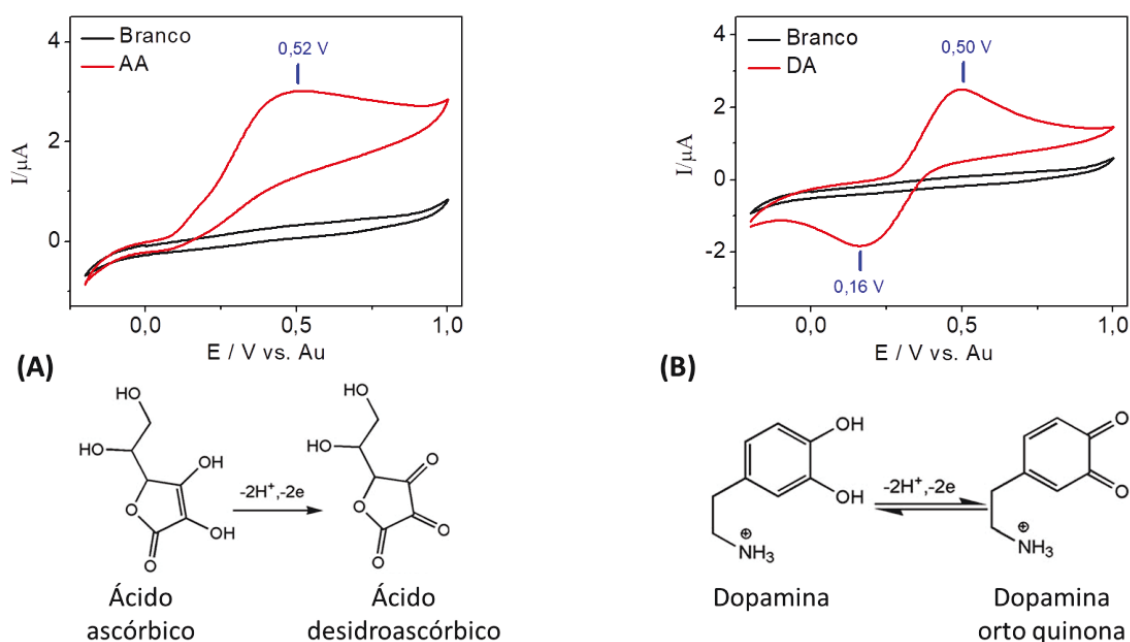 Branco
AA
0,52 V
4
2
0
I/µA
0,0
0,5
1,0
E / V vs. Au
(A)
HO
HO
OH
O
OH
O
-2H⁺,-2e
HO
HO
O
O
O
O
Ácido
ascórbico
Ácido
desidroascórbico
Branco
DA
0,50 V
4
2
0
-2
I/µA
0,16 V
0,0
0,5
1,0
E / V vs. Au
(B)
OH
OH
⊕
NH₃
-2H⁺,-2e
O
O
⊕
NH₃
Dopamina
Dopamina
orto quinona